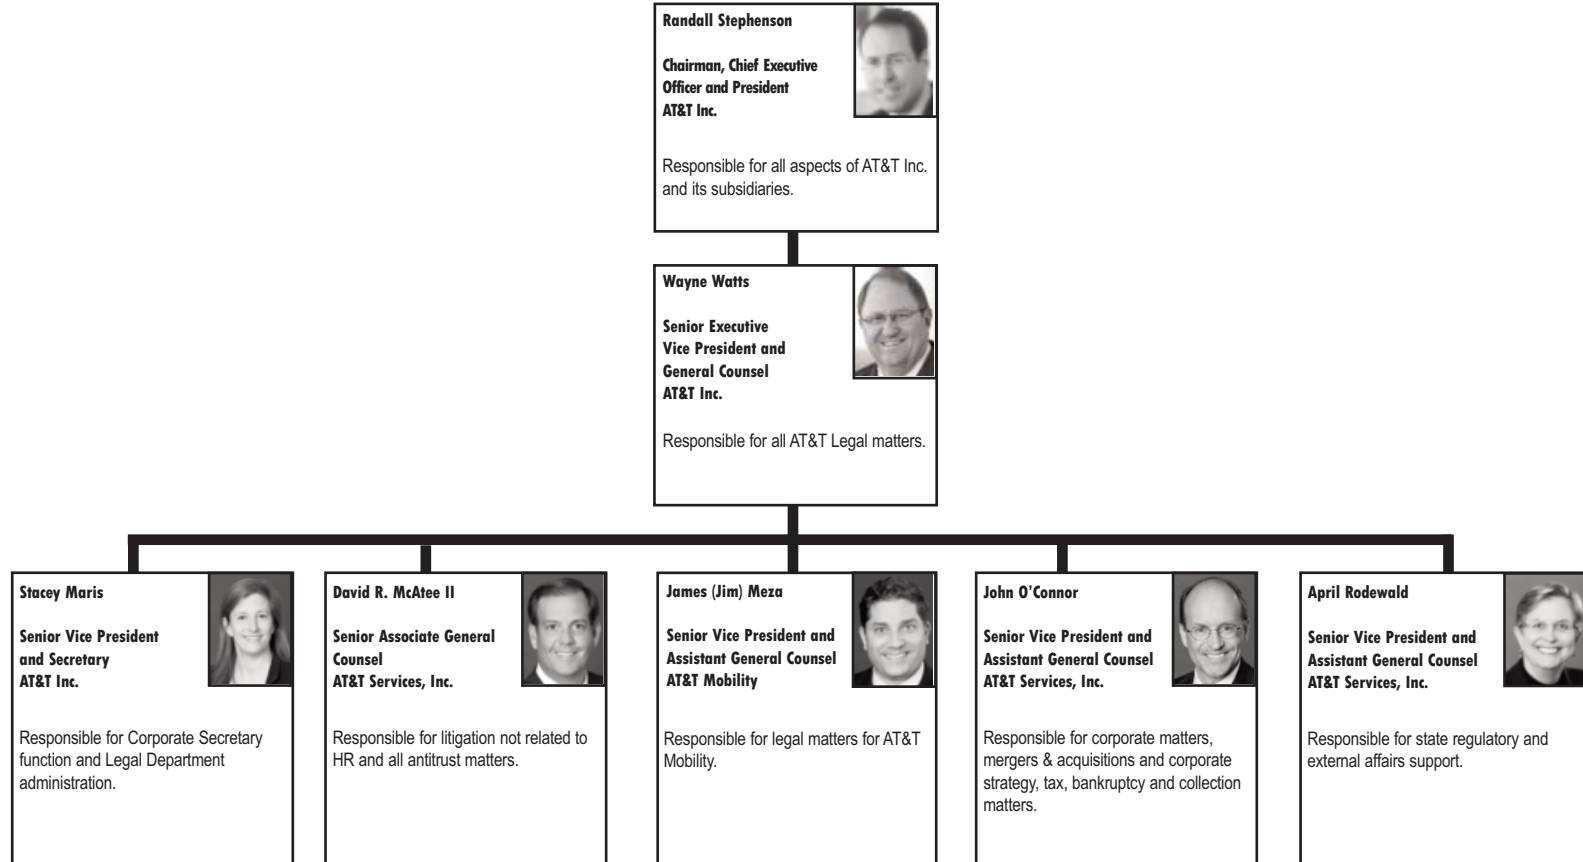 Randall Stephenson
Chairman, Chief Executive
Officer and President
AT&T Inc.
Responsible for all aspects of AT&T Inc.
and its subsidiaries.
Wayne Watts
Senior Executive
Vice President and
General Counsel
AT&T Inc.
Responsible for all AT&T Legal matters.
Stacey Maris
Senior Vice President
and Secretary
AT&T Inc.
Responsible for Corporate Secretary
function and Legal Department
administration.
David R. McAtee II
Senior Associate General
Counsel
AT&T Services, Inc.
Responsible for litigation not related to
HR and all antitrust matters.
James (Jim) Meza
Senior Vice President and
Assistant General Counsel
AT&T Mobility
Responsible for legal matters for AT&T
Mobility.
John O'Connor
Senior Vice President and
Assistant General Counsel
AT&T Services, Inc.
Responsible for corporate matters,
mergers & acquisitions and corporate
strategy, tax, bankruptcy and collection
matters.
April Rodewald
Senior Vice President and
Assistant General Counsel
AT&T Services, Inc.
Responsible for state regulatory and
external affairs support.